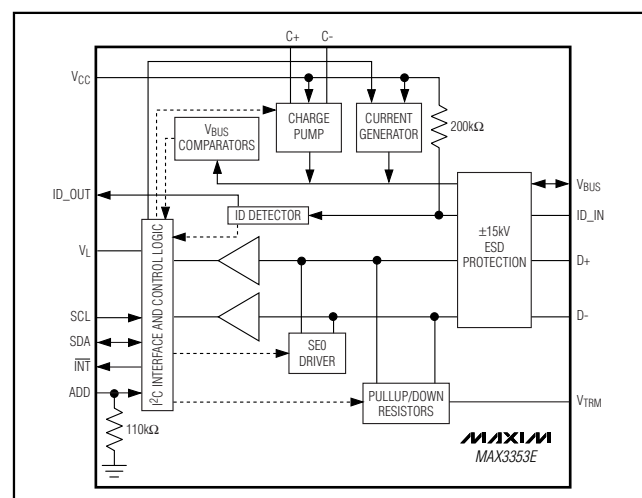 C+ C-
VCC
CHARGE
PUMP
CURRENT
GENERATOR
200kΩ
VBUS
COMPARATORS
VBUS
ID_OUT
ID DETECTOR
ID_IN
±15kV
ESD
PROTECTION
VL
I²C INTERFACE AND CONTROL LOGIC
D+
SCL
D-
SDA
SE0
DRIVER
INT
ADD
PULLUP/DOWN
RESISTORS
VTRM
110kΩ
MAXIM
MAX3353E